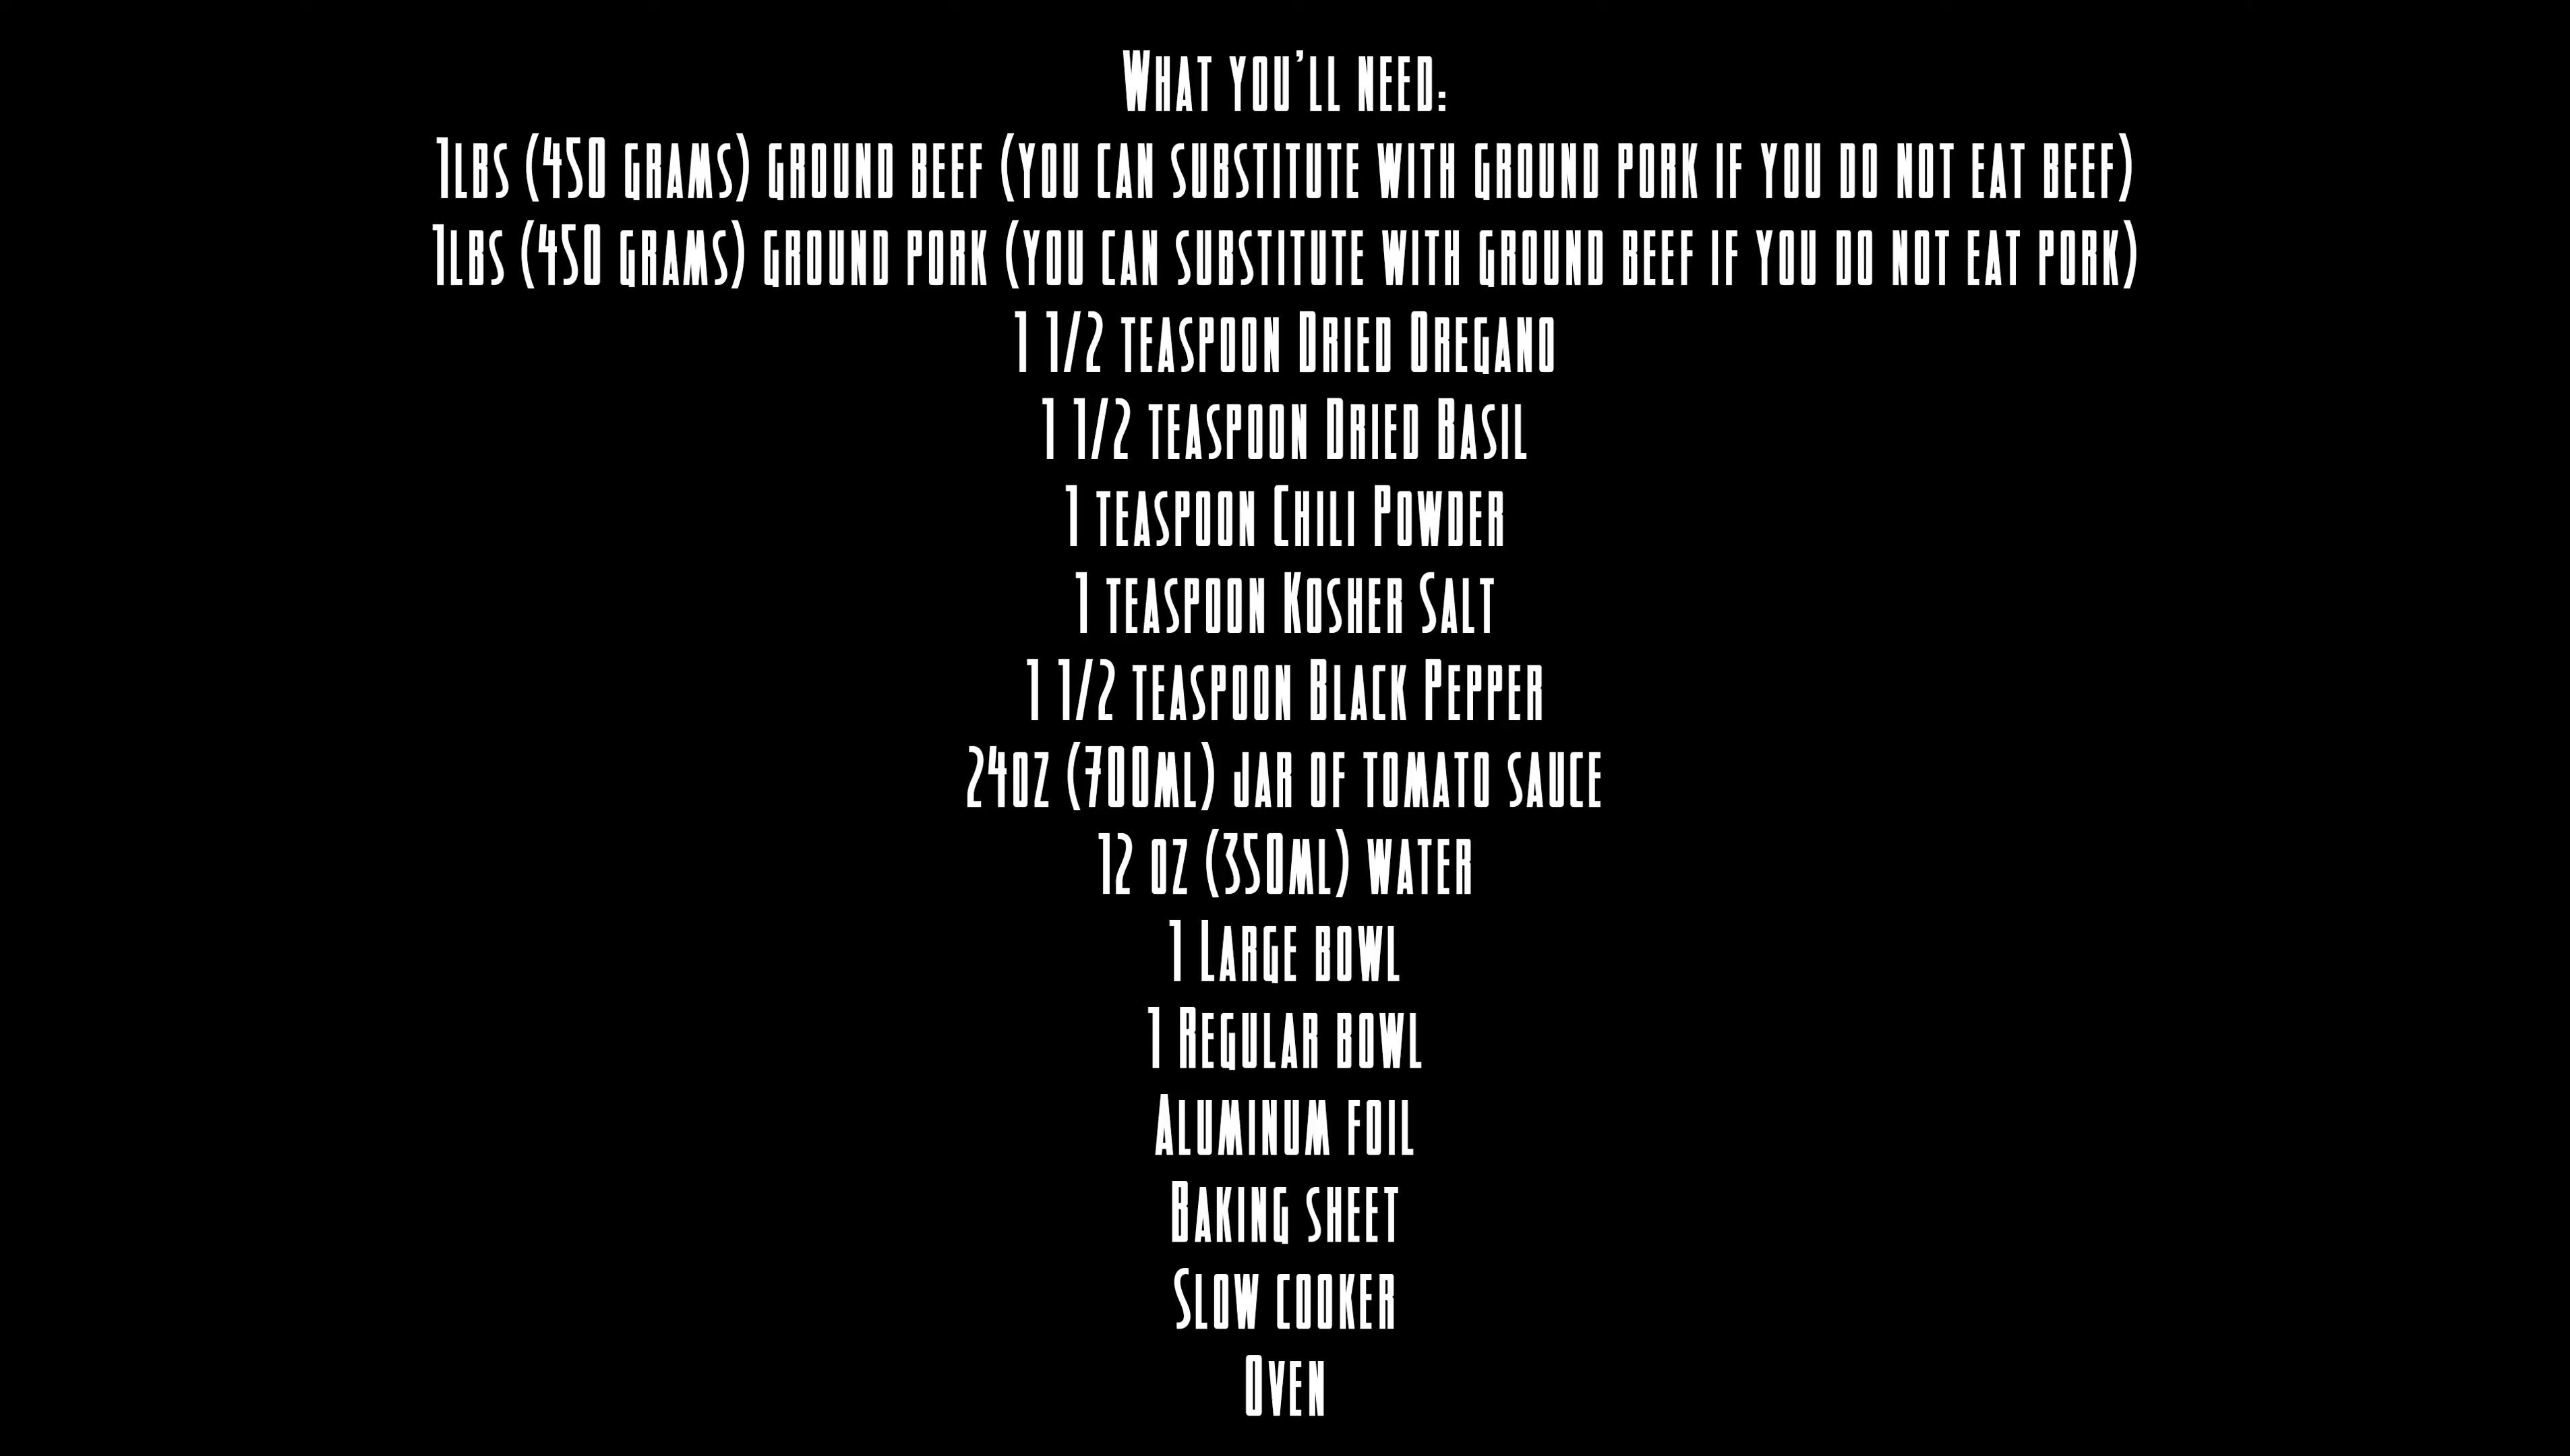 What you'll need:
1lbs (450 grams) ground beef (you can substitute with ground pork if you do not eat beef)
1lbs (450 grams) ground pork (you can substitute with ground beef if you do not eat pork)
1 1/2 teaspoon Dried Oregano
1 1/2 teaspoon Dried Basil
1 teaspoon Chili Powder
1 teaspoon Kosher Salt
1 1/2 teaspoon Black Pepper
24oz (700ml) jar of tomato sauce
12 oz (350ml) water
1 Large bowl
1 Regular bowl
Aluminum foil
Baking sheet
Slow cooker
Oven